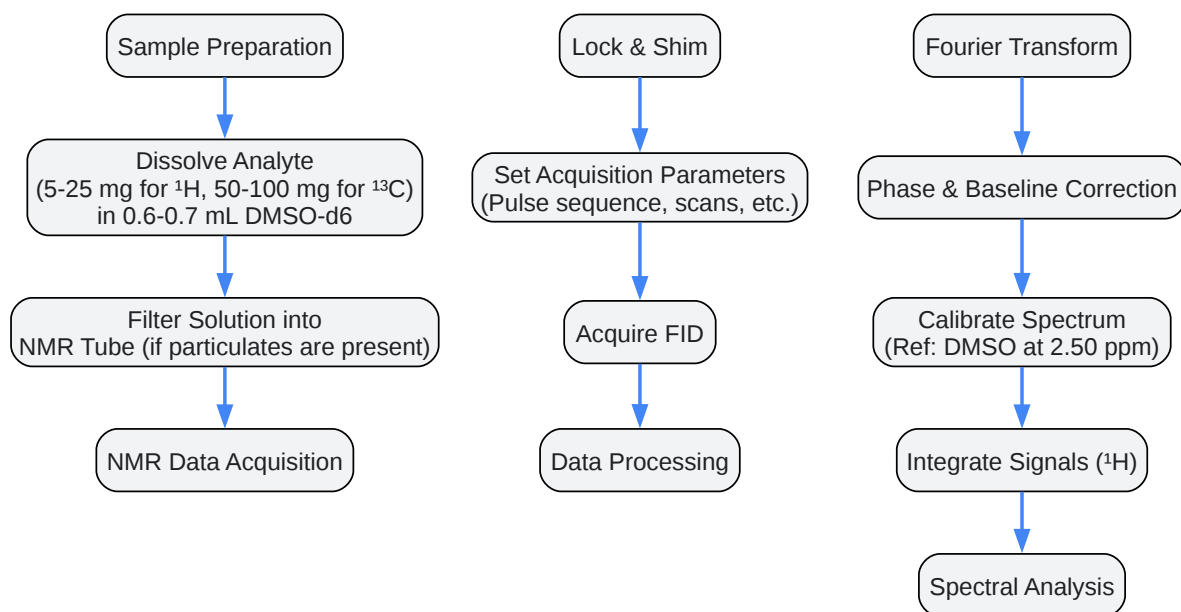 Sample Preparation
Dissolve Analyte
(5-25 mg for ¹H, 50-100 mg for ¹³C)
in 0.6-0.7 mL DMSO-d6
Filter Solution into
NMR Tube (if particulates are present)
NMR Data Acquisition
Lock & Shim
Set Acquisition Parameters
(Pulse sequence, scans, etc.)
Acquire FID
Data Processing
Fourier Transform
Phase & Baseline Correction
Calibrate Spectrum
(Ref: DMSO at 2.50 ppm)
Integrate Signals (¹H)
Spectral Analysis